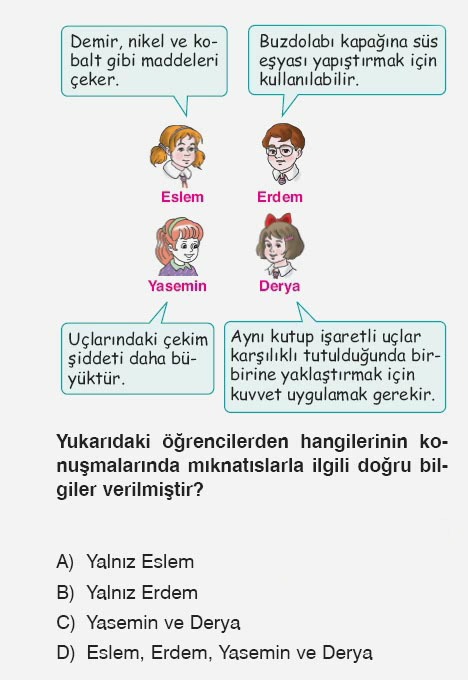 Demir, nikel ve ko-
balt gibi maddeleri
çeker.
Buzdolabı kapağına süs
eşyası yapıştırmak için
kullanılabilir.
Eslem
Erdem
Yasemin
Derya
Uçlarındaki çekim
şiddeti daha bü-
yüktür.
Aynı kutup işaretli uçlar
karşılıklı tutulduğunda bir-
birine yaklaştırmak için
kuvvet uygulamak gerekir.
Yukarıdaki öğrencilerden hangilerinin ko-
nuşmalarında mıknatıslarla ilgili doğru bil-
giler verilmiştir?
A) Yalnız Eslem
B) Yalnız Erdem
C) Yasemin ve Derya
D) Eslem, Erdem, Yasemin ve Derya